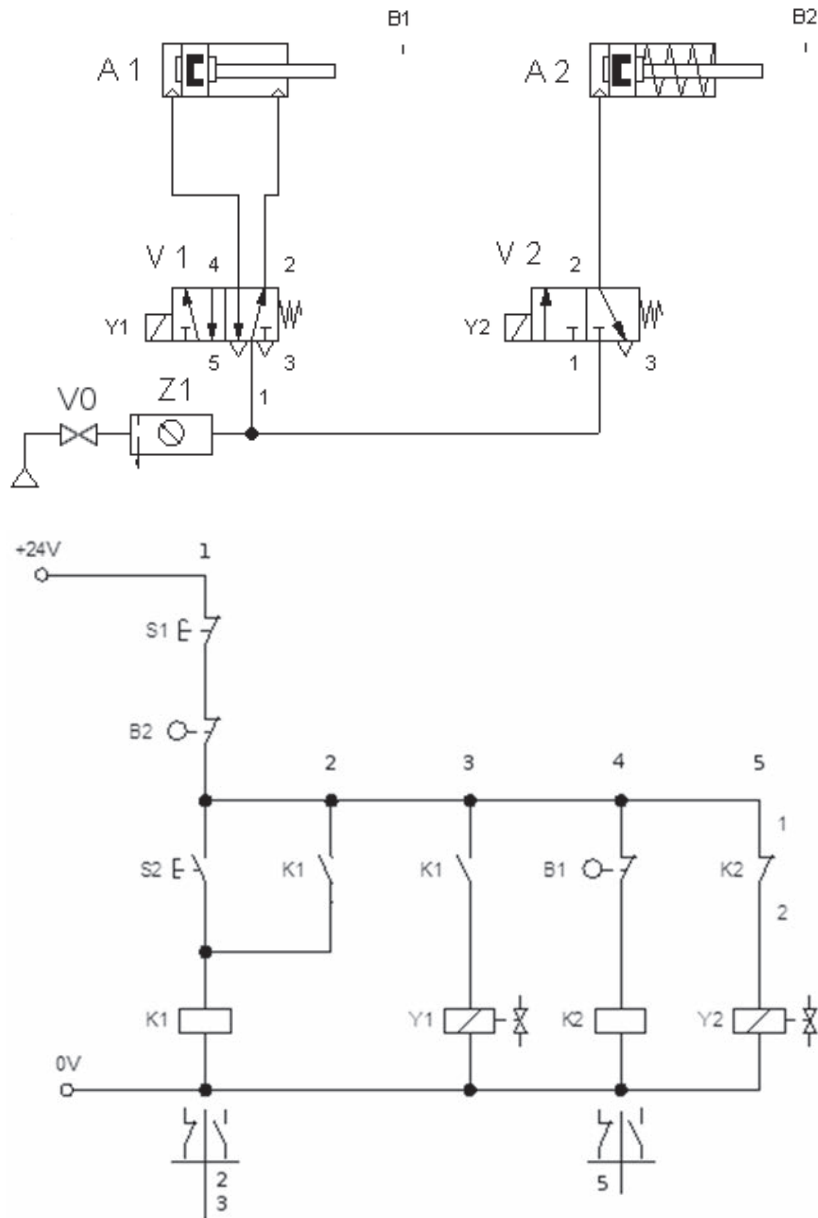 B1 B2
A 1 A 2
V 1 4 2 V 2 2
Y1 Y2
5 3 1 3
V0 Z1 1
+24V 1
S1
B2
2 3 4 5
1
S2 K1 K1 B1 K2
2
K1 Y1 K2 Y2
0V
2 5
3